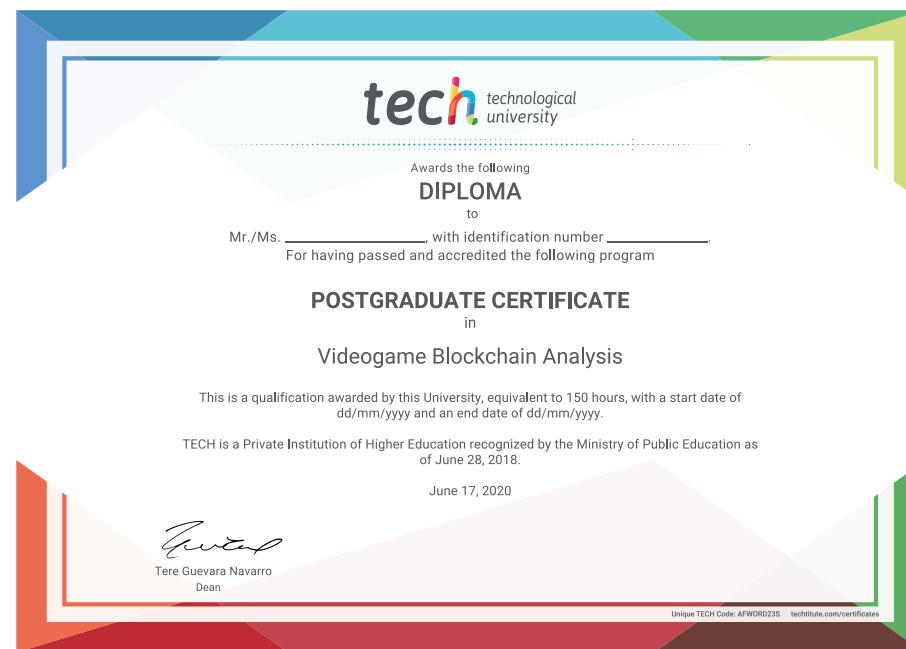 tech technological
university
Awards the following
DIPLOMA
to
Mr./Ms. ____________________, with identification number ______________.
For having passed and accredited the following program
POSTGRADUATE CERTIFICATE
in
Videogame Blockchain Analysis
This is a qualification awarded by this University, equivalent to 150 hours, with a start date of
dd/mm/yyyy and an end date of dd/mm/yyyy.
TECH is a Private Institution of Higher Education recognized by the Ministry of Public Education as
of June 28, 2018.
June 17, 2020
Tere Guevara Navarro
Dean
Unique TECH Code: AFWORD23S techtitute.com/certificates